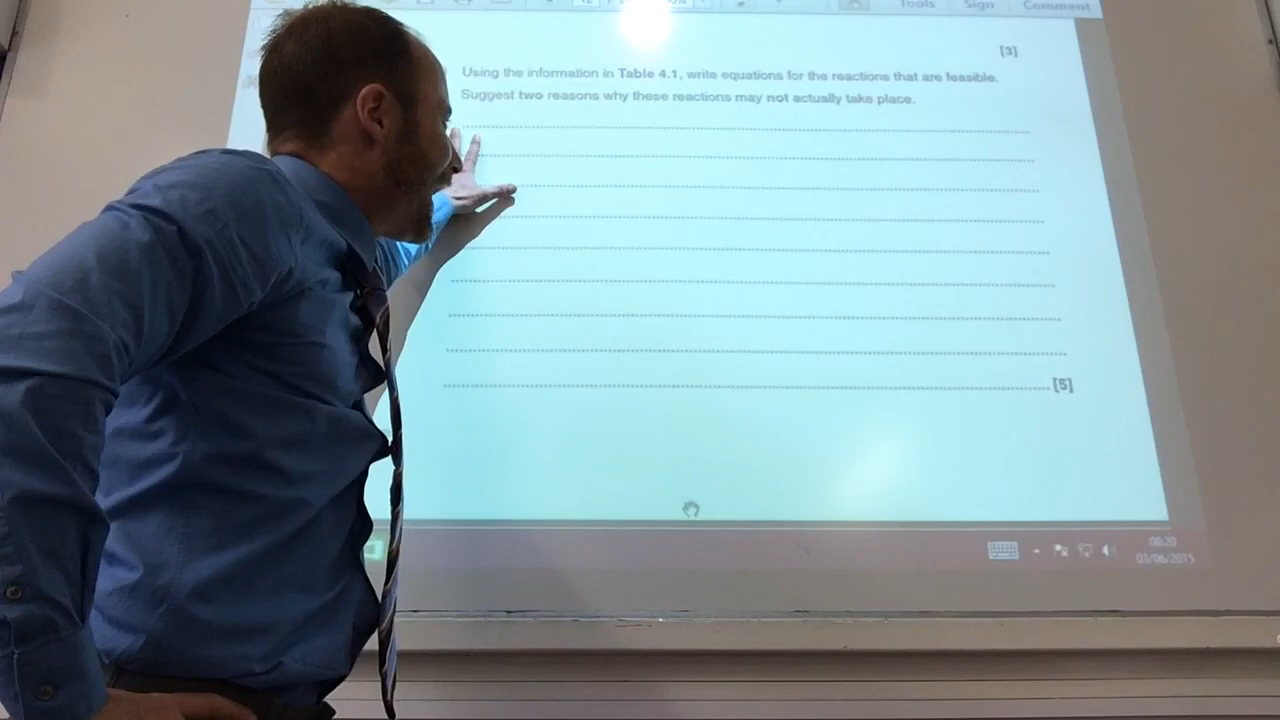 Tools Sign Comment
[3]
Using the information in Table 4.1, write equations for the reactions that are feasible.
Suggest two reasons why these reactions may not actually take place.
[5]
08:20
03/06/2015